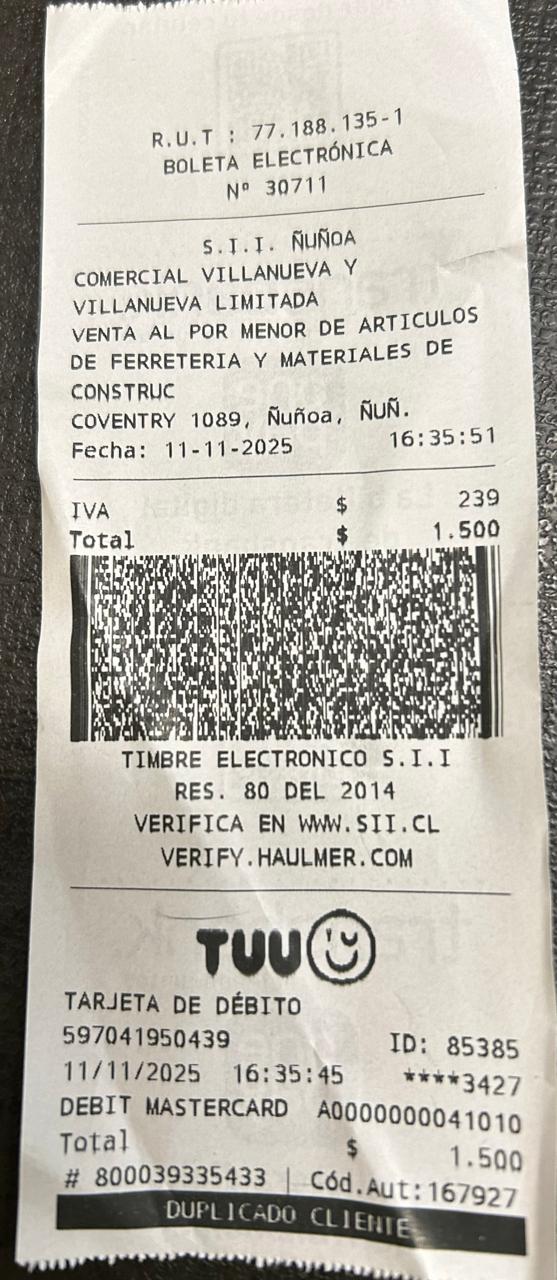 R.U.T : 77.188.135-1
BOLETA ELECTRÓNICA
Nº 30711
S.I.I. ÑUÑOA
COMERCIAL VILLANUEVA Y
VILLANUEVA LIMITADA
VENTA AL POR MENOR DE ARTICULOS
DE FERRETERIA Y MATERIALES DE
CONSTRUC
COVENTRY 1089, Ñuñoa, ÑUÑ.
Fecha: 11-11-2025 16:35:51
IVA $ 239
Total $ 1.500
TIMBRE ELECTRONICO S.I.I
RES. 80 DEL 2014
VERIFICA EN WWW.SII.CL
VERIFY.HAULMER.COM
TUU
TARJETA DE DÉBITO
597041950439 ID: 85385
11/11/2025 16:35:45 ****3427
DEBIT MASTERCARD A0000000041010
Total $ 1.500
# 800039335433 | Cód.Aut:167927
DUPLICADO CLIENTE